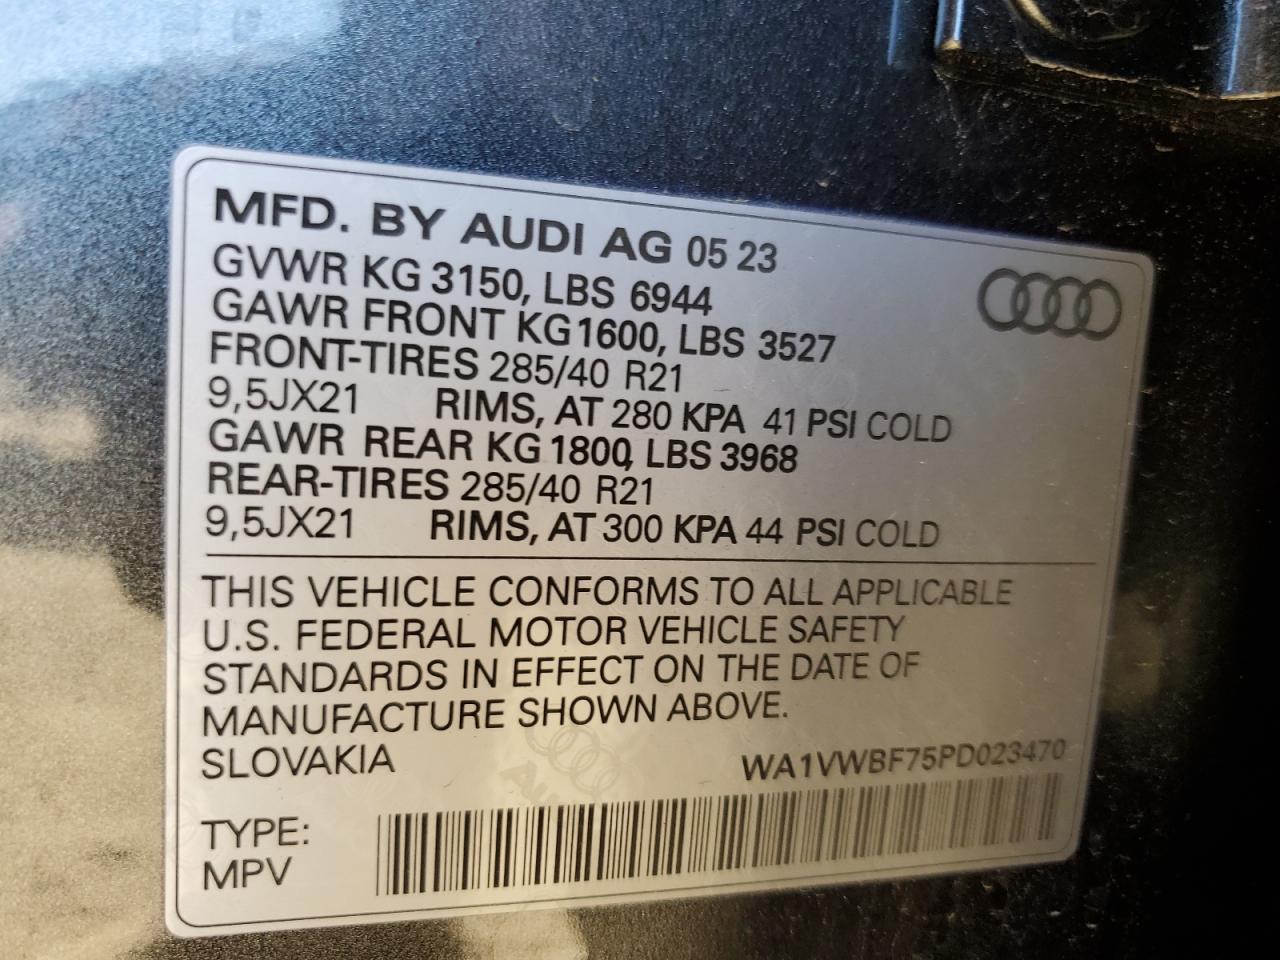 MFD. BY AUDI AG 05 23
GVWR KG 3150, LBS 6944
GAWR FRONT KG 1600, LBS 3527
FRONT-TIRES 285/40 R21
9,5JX21 RIMS, AT 280 KPA 41 PSI COLD
GAWR REAR KG 1800, LBS 3968
REAR-TIRES 285/40 R21
9,5JX21 RIMS, AT 300 KPA 44 PSI COLD
THIS VEHICLE CONFORMS TO ALL APPLICABLE
U.S. FEDERAL MOTOR VEHICLE SAFETY
STANDARDS IN EFFECT ON THE DATE OF
MANUFACTURE SHOWN ABOVE.
SLOVAKIA WA1VWBF75PD023470
TYPE:
MPV